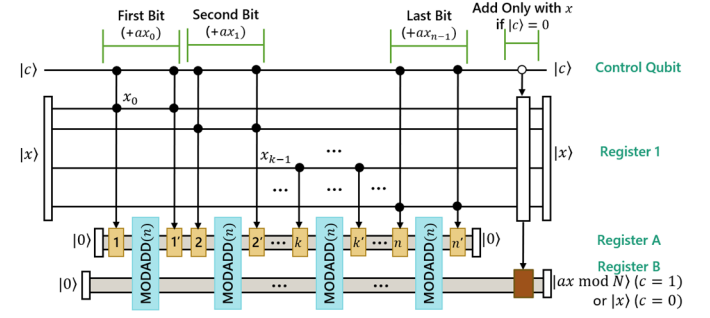 First Bit
(+ax₀)
Second Bit
(+ax₁)
Last Bit
(+axₙ₋₁)
Add Only with x
if |c⟩ = 0
|c⟩
|c⟩
Control Qubit
x₀
|x⟩
xₖ₋₁
...
...
...
...
|x⟩
Register 1
|0⟩
1
MODADD(n)
1′
2
MODADD(n)
2′
...
k
MODADD(n)
k′
...
n
MODADD(n)
n′
|0⟩
Register A
Register B
|0⟩
...
...
|ax mod N⟩ (c = 1)
or |x⟩ (c = 0)